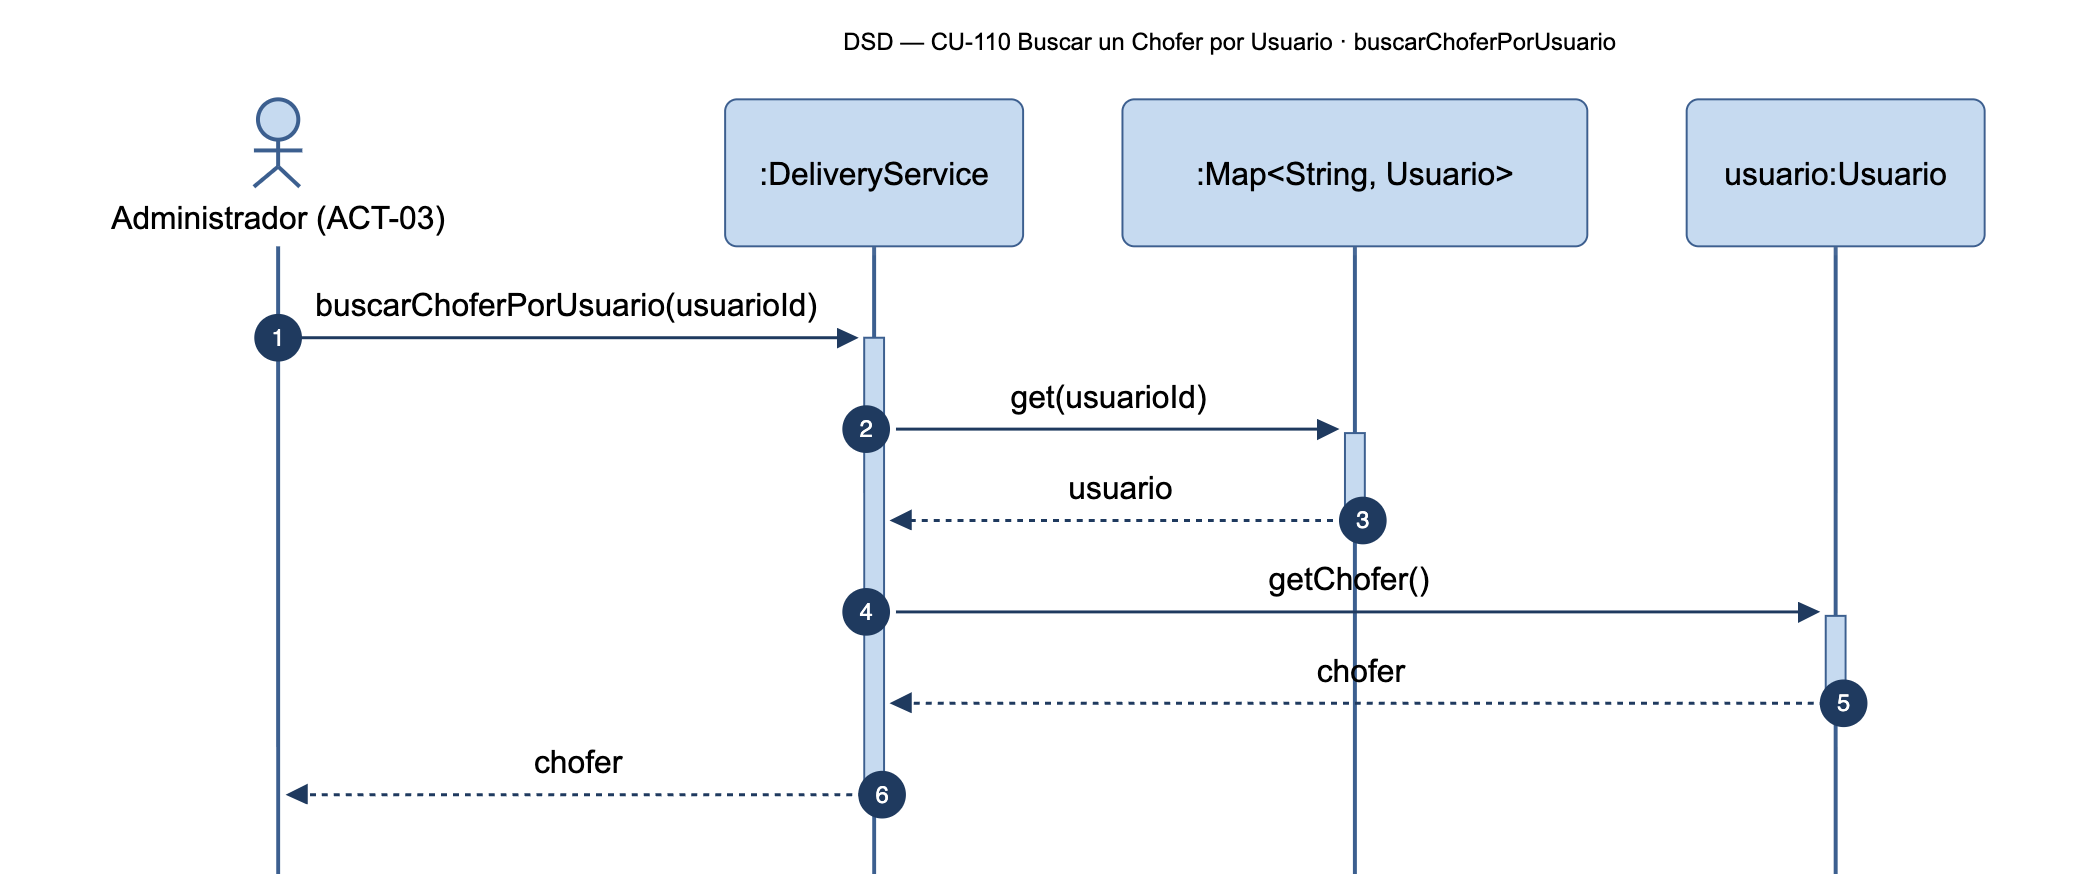 DSD — CU-110 Buscar un Chofer por Usuario · buscarChoferPorUsuario
Administrador (ACT-03)
:DeliveryService
:Map<String, Usuario>
usuario:Usuario
buscarChoferPorUsuario(usuarioId)
1
get(usuarioId)
2
usuario
3
getChofer()
4
chofer
5
chofer
6